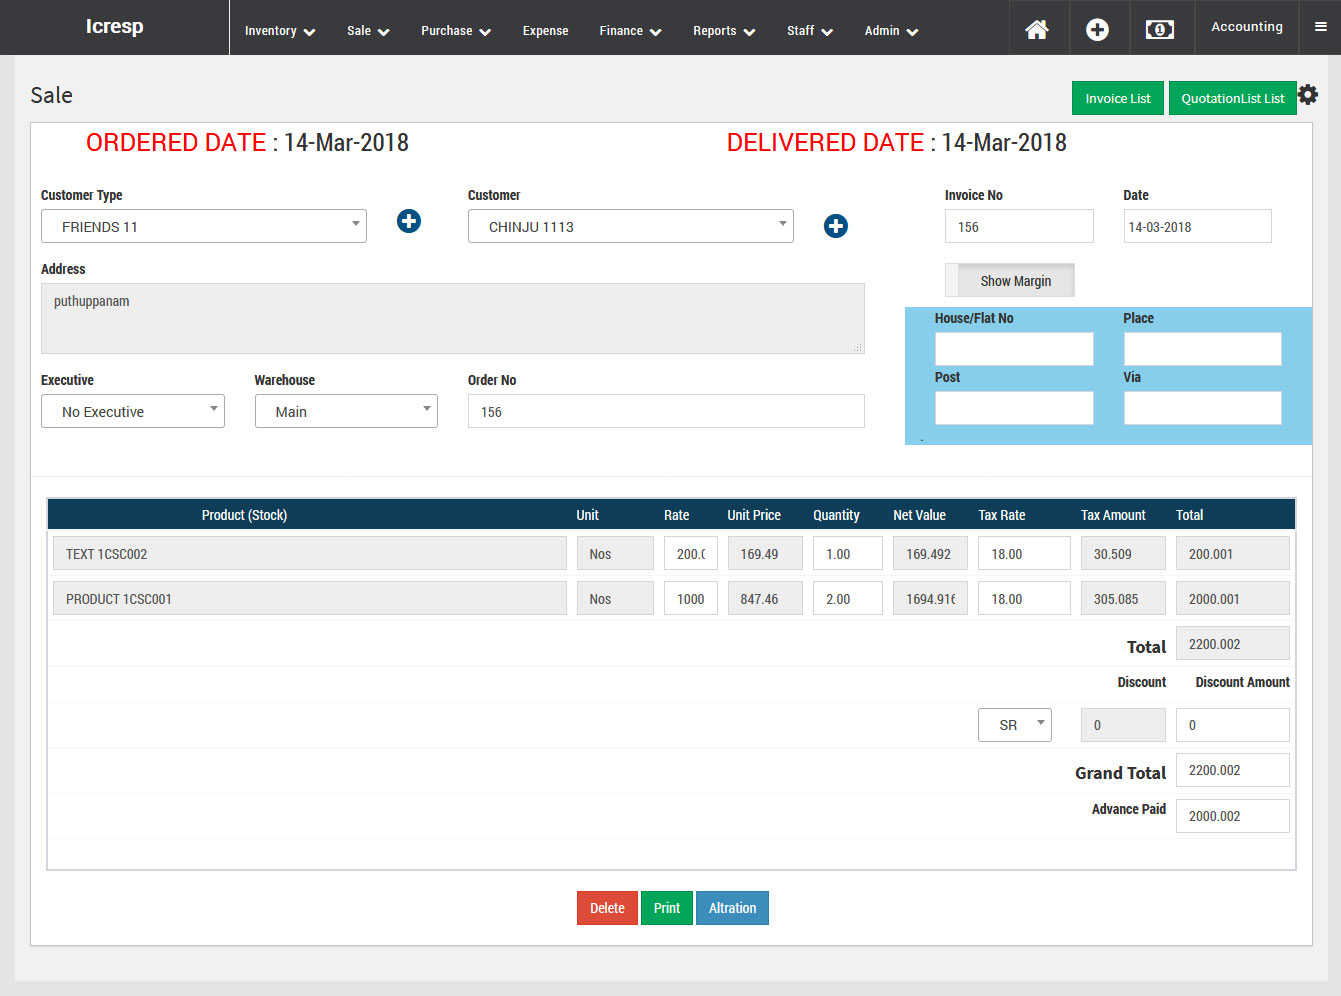 Icresp
Inventory Sale Purchase Expense Finance Reports Staff Admin Accounting
Sale
Invoice List QuotationList List
ORDERED DATE : 14-Mar-2018 DELIVERED DATE : 14-Mar-2018
Customer Type Customer Invoice No Date
FRIENDS 11 CHINJU 1113 156 14-03-2018
Address
Show Margin
puthuppanam
House/Flat No Place
Post Via
Executive Warehouse Order No
No Executive Main 156
.
Product (Stock) Unit Rate Unit Price Quantity Net Value Tax Rate Tax Amount Total
TEXT 1CSC002 Nos 200.0 169.49 1.00 169.492 18.00 30.509 200.001
PRODUCT 1CSC001 Nos 1000 847.46 2.00 1694.916 18.00 305.085 2000.001
Total 2200.002
Discount Discount Amount
SR 0 0
Grand Total 2200.002
Advance Paid 2000.002
Delete Print Altration